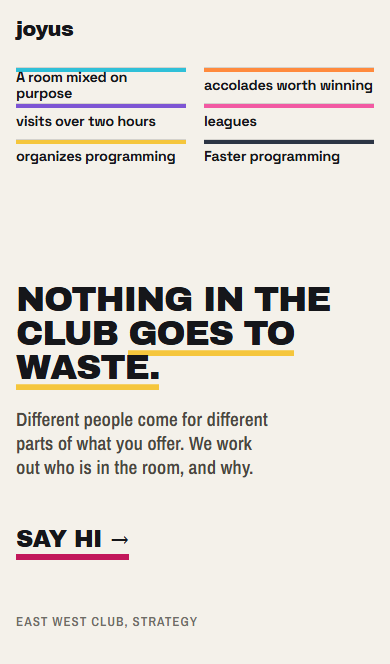 joyus
A room mixed on
purpose
accolades worth winning
visits over two hours
leagues
organizes programming
Faster programming
NOTHING IN THE
CLUB GOES TO
WASTE.
Different people come for different
parts of what you offer. We work
out who is in the room, and why.
SAY HI →
EAST WEST CLUB, STRATEGY